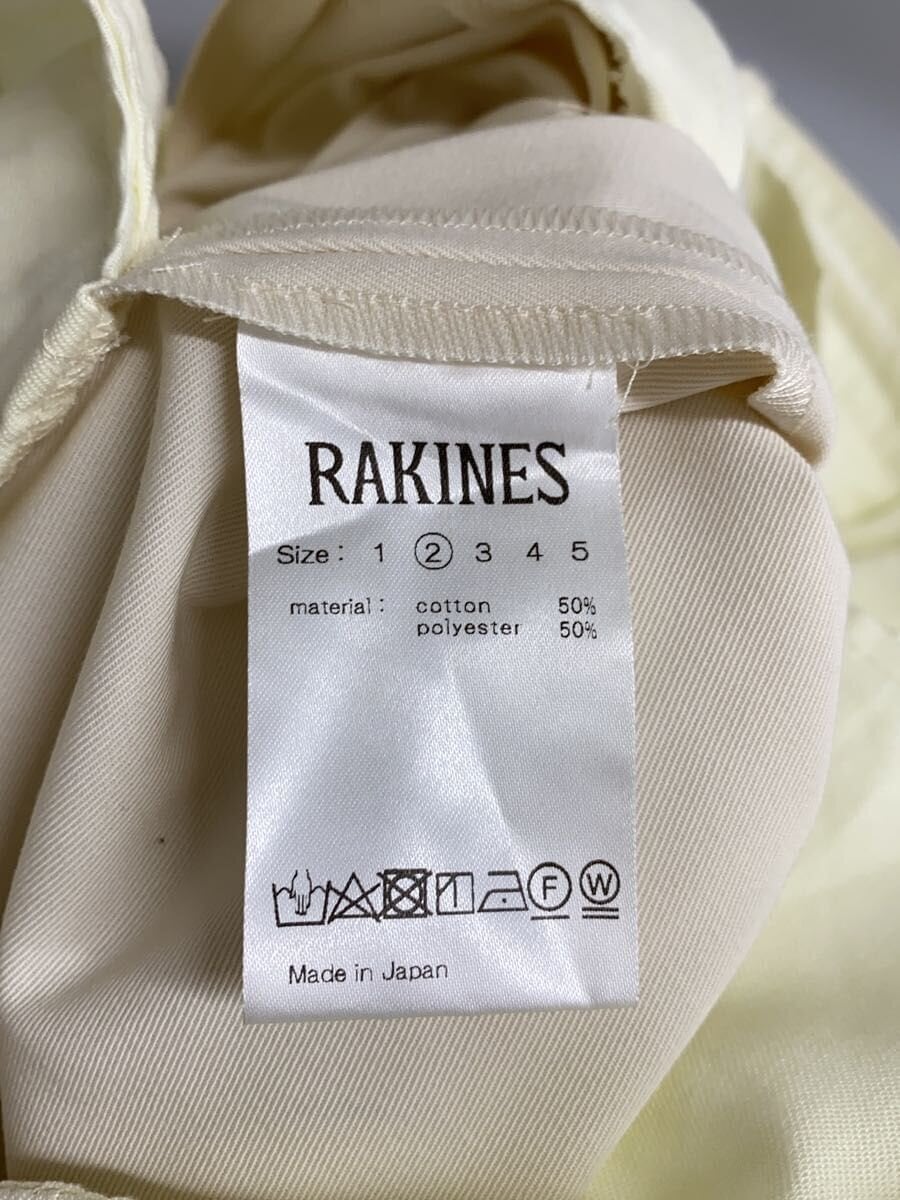 RAKINES
Size: 1 ② 3 4 5
material: cotton 50%
polyester 50%
F W
Made in Japan